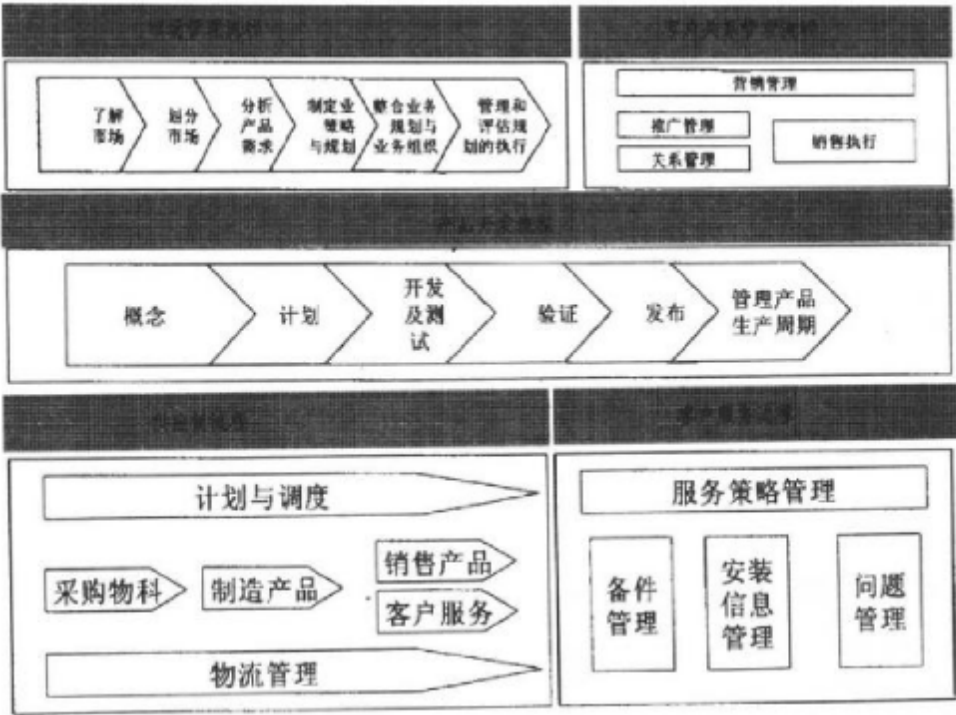 了解
市场
划分
市场
分析
产品
需求
制定业
策略
与规划
整合业务
规划与
业务组织
管理和
评估规
划的执行
营销管理
推广管理
关系管理
销售执行
概念
计划
开发
及测
试
验证
发布
管理产品
生产周期
计划与调度
采购物科
制造产品
销售产品
客户服务
物流管理
服务策略管理
备件
管理
安装
信息
管理
问题
管理